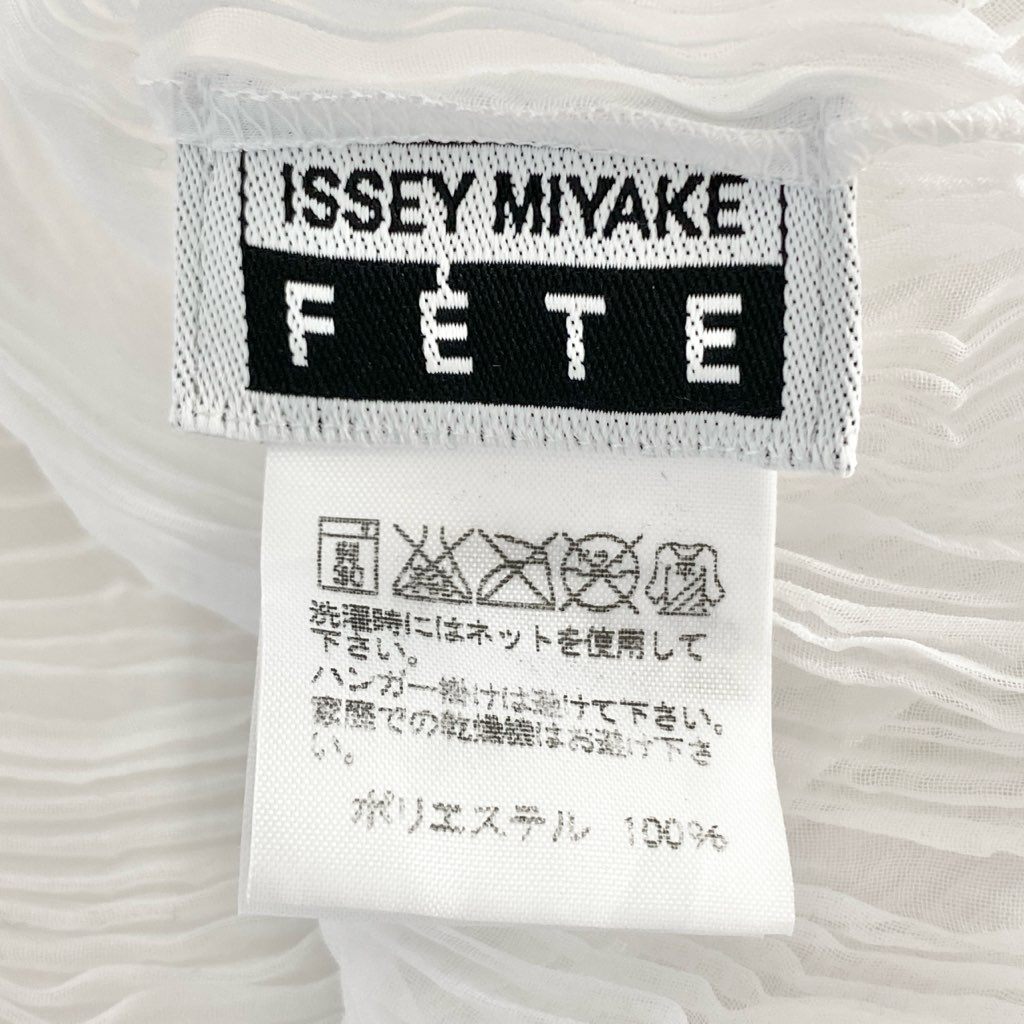 ISSEY MIYAKE
FÈTE
洗濯時にはネットを使用して
下さい。
ハンガー掛けは避けて下さい。
家庭での乾燥機はお避け下さ
い。
ポリエステル 100%